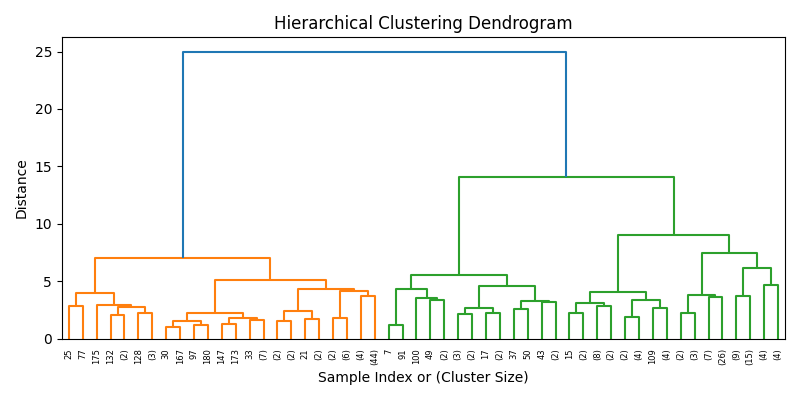 Hierarchical Clustering Dendrogram
25
20
15
10
5
0
Distance
25 77 175 132 (2) 128 (3) 30 167 97 180 147 173 33 (7) (2) (2) 21 (2) (2) (6) (4) (44) 7 91 100 49 (2) (3) (2) 17 (2) 37 50 43 (2) 15 (2) (8) (2) (2) (4) 109 (4) (2) (3) (7) (26) (9) (15) (4) (4)
Sample Index or (Cluster Size)